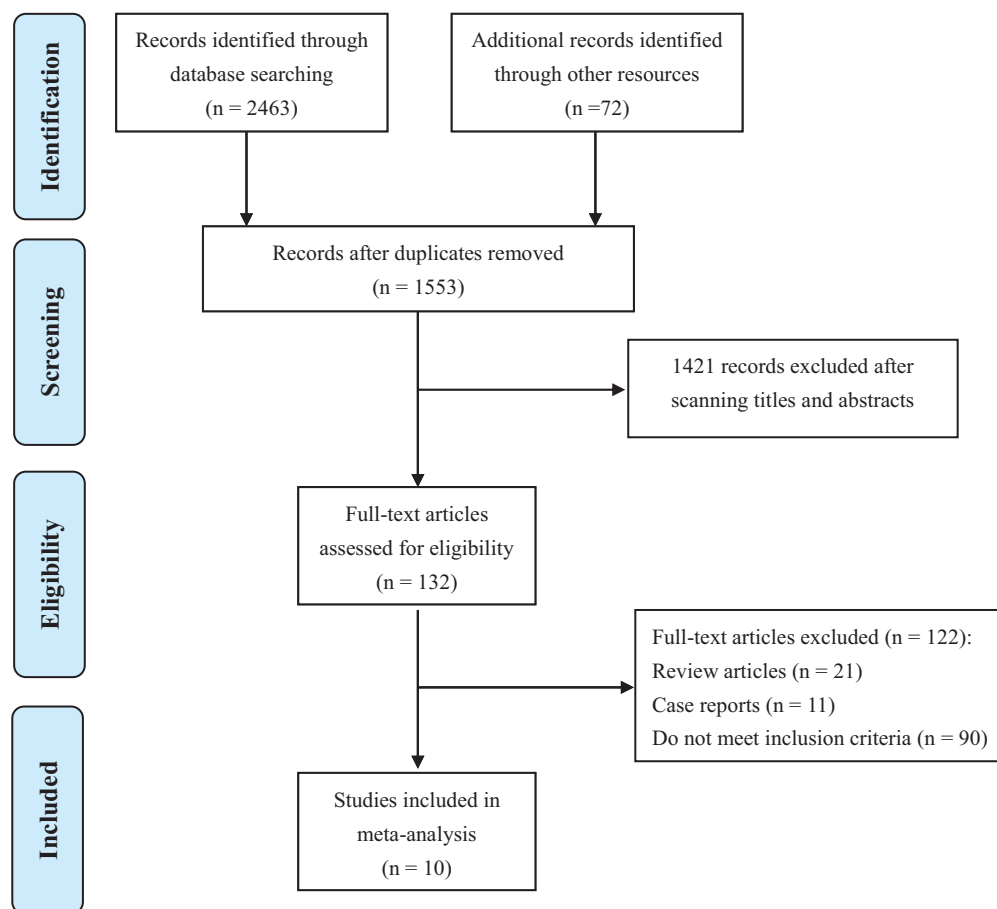 Identification
Records identified through
database searching
(n = 2463)
Additional records identified
through other resources
(n =72)
Screening
Records after duplicates removed
(n = 1553)
1421 records excluded after
scanning titles and abstracts
Eligibility
Full-text articles
assessed for eligibility
(n = 132)
Full-text articles excluded (n = 122):
Review articles (n = 21)
Case reports (n = 11)
Do not meet inclusion criteria (n = 90)
Included
Studies included in
meta-analysis
(n = 10)